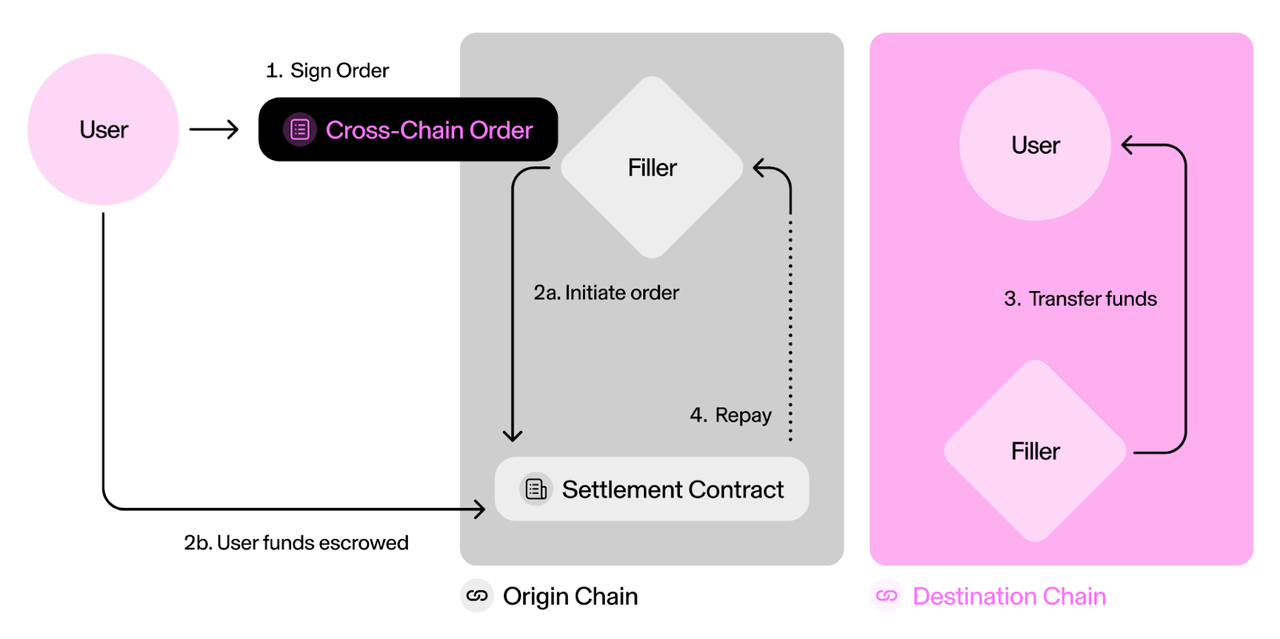 User
1. Sign Order
Cross-Chain Order
Filler
2a. Initiate order
4. Repay
Settlement Contract
2b. User funds escrowed
Origin Chain
User
3. Transfer funds
Filler
Destination Chain